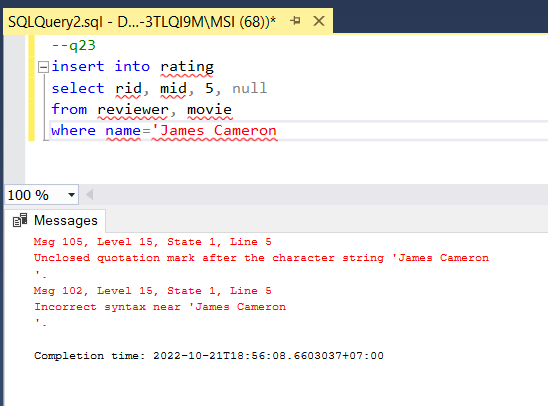 SQLQuery2.sql - D...-3TLQI9M\MSI (68))*
--q23
insert into rating
select rid, mid, 5, null
from reviewer, movie
where name='James Cameron
100 %
Messages
Msg 105, Level 15, State 1, Line 5
Unclosed quotation mark after the character string 'James Cameron
'.
Msg 102, Level 15, State 1, Line 5
Incorrect syntax near 'James Cameron
'.
Completion time: 2022-10-21T18:56:08.6603037+07:00